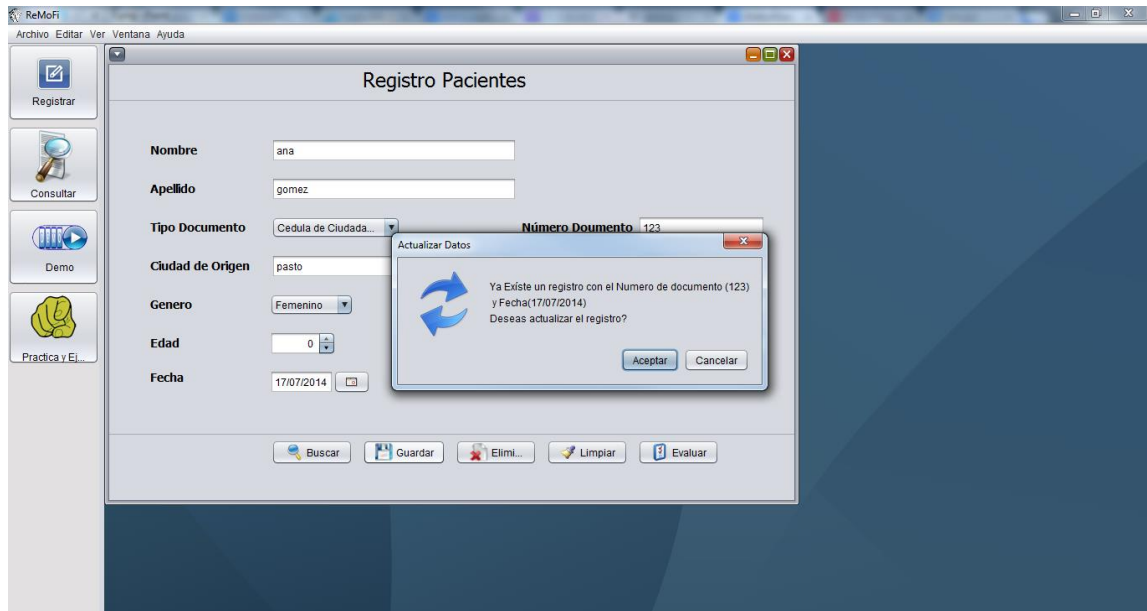 ReMoFi
Archivo Editar Ver Ventana Ayuda
Registrar
Consultar
Demo
Practica y Ej...
Registro Pacientes
Nombre ana
Apellido gomez
Tipo Documento Cedula de Ciudada... Número Doumento 123
Ciudad de Origen pasto
Genero Femenino
Edad 0
Fecha 17/07/2014
Actualizar Datos
Ya Existe un registro con el Numero de documento (123)
y Fecha(17/07/2014)
Deseas actualizar el registro?
Aceptar Cancelar
Buscar Guardar Elimi... Limpiar Evaluar